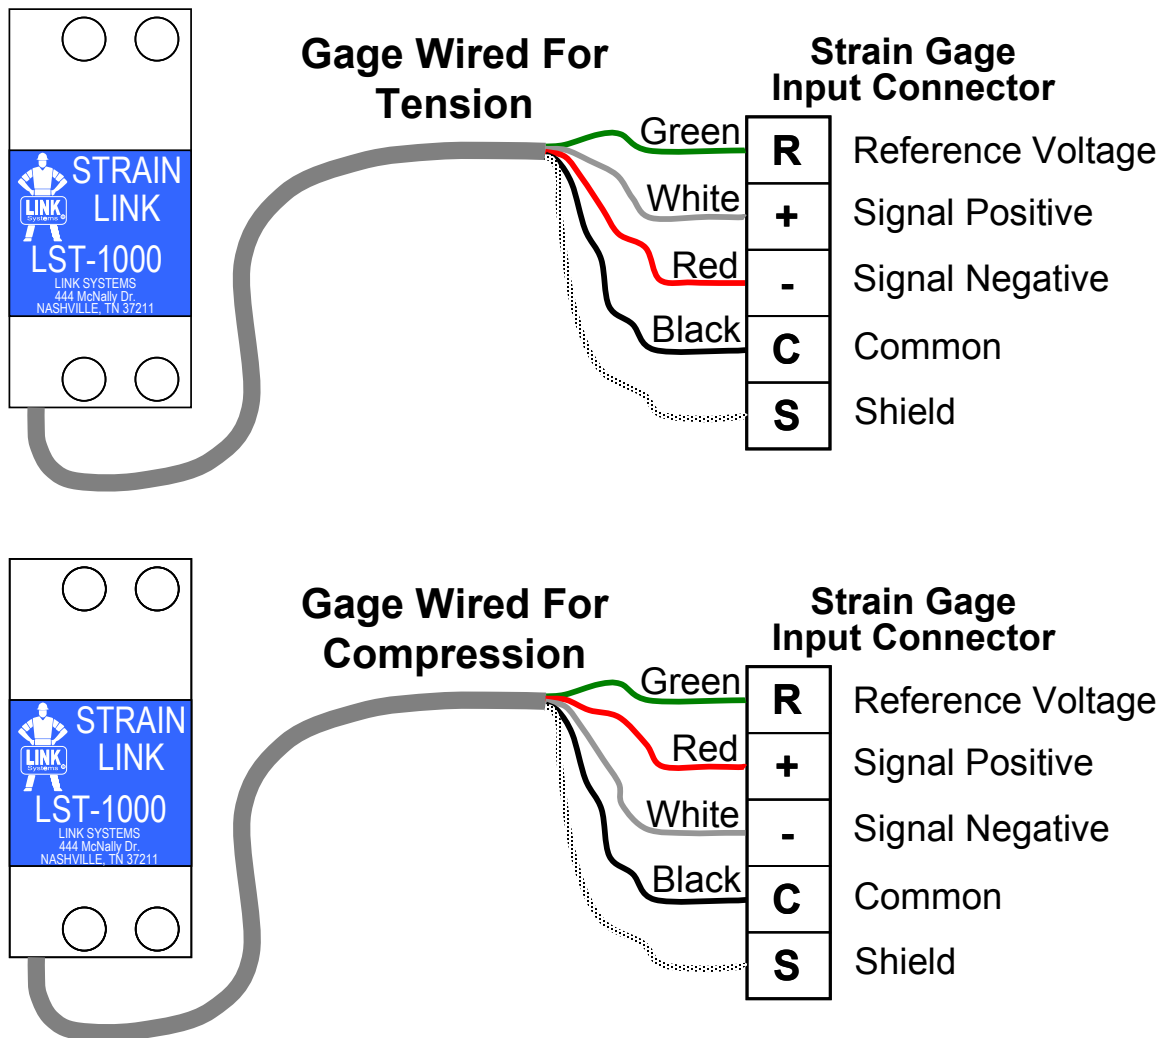 Gage Wired For
Tension
Strain Gage
Input Connector
STRAIN
LINK
LINK
Systems
LST-1000
LINK SYSTEMS
444 McNally Dr.
NASHVILLE, TN 37211
Green R Reference Voltage
White + Signal Positive
Red - Signal Negative
Black C Common
S Shield
Gage Wired For
Compression
Strain Gage
Input Connector
STRAIN
LINK
LINK
Systems
LST-1000
LINK SYSTEMS
444 McNally Dr.
NASHVILLE, TN 37211
Green R Reference Voltage
Red + Signal Positive
White - Signal Negative
Black C Common
S Shield